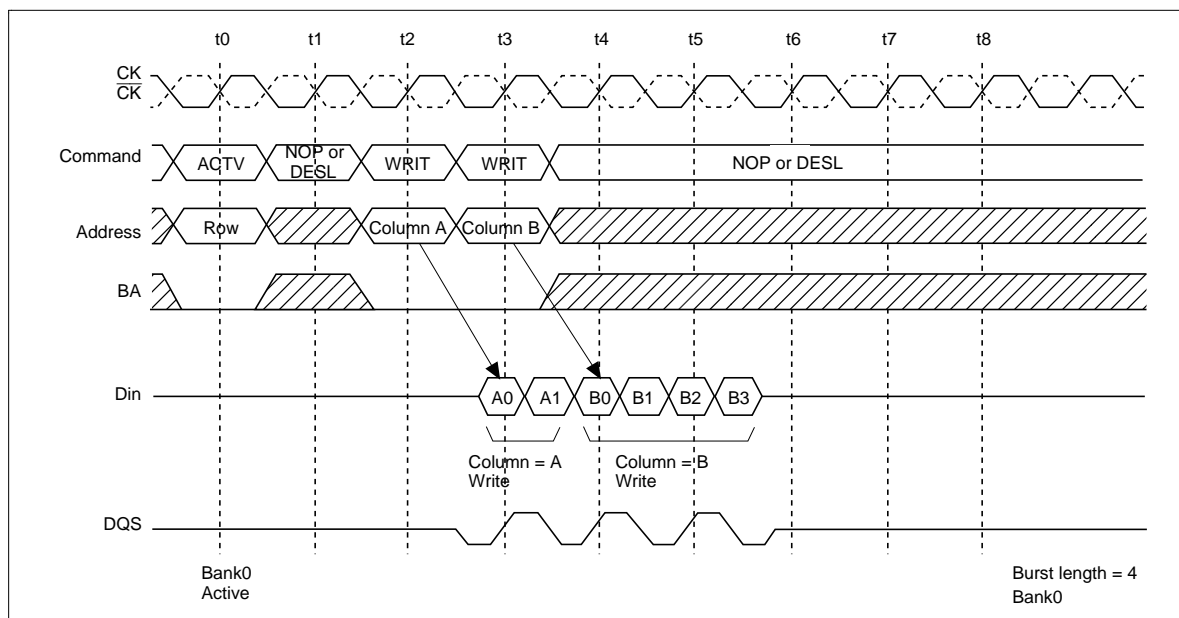 t0 t1 t2 t3 t4 t5 t6 t7 t8
CK
CK
Command ACTV NOP or DESL WRIT WRIT NOP or DESL
Address Row Column A Column B
BA
Din A0 A1 B0 B1 B2 B3
Column = A Column = B
Write Write
DQS
Bank0 Burst length = 4
Active Bank0